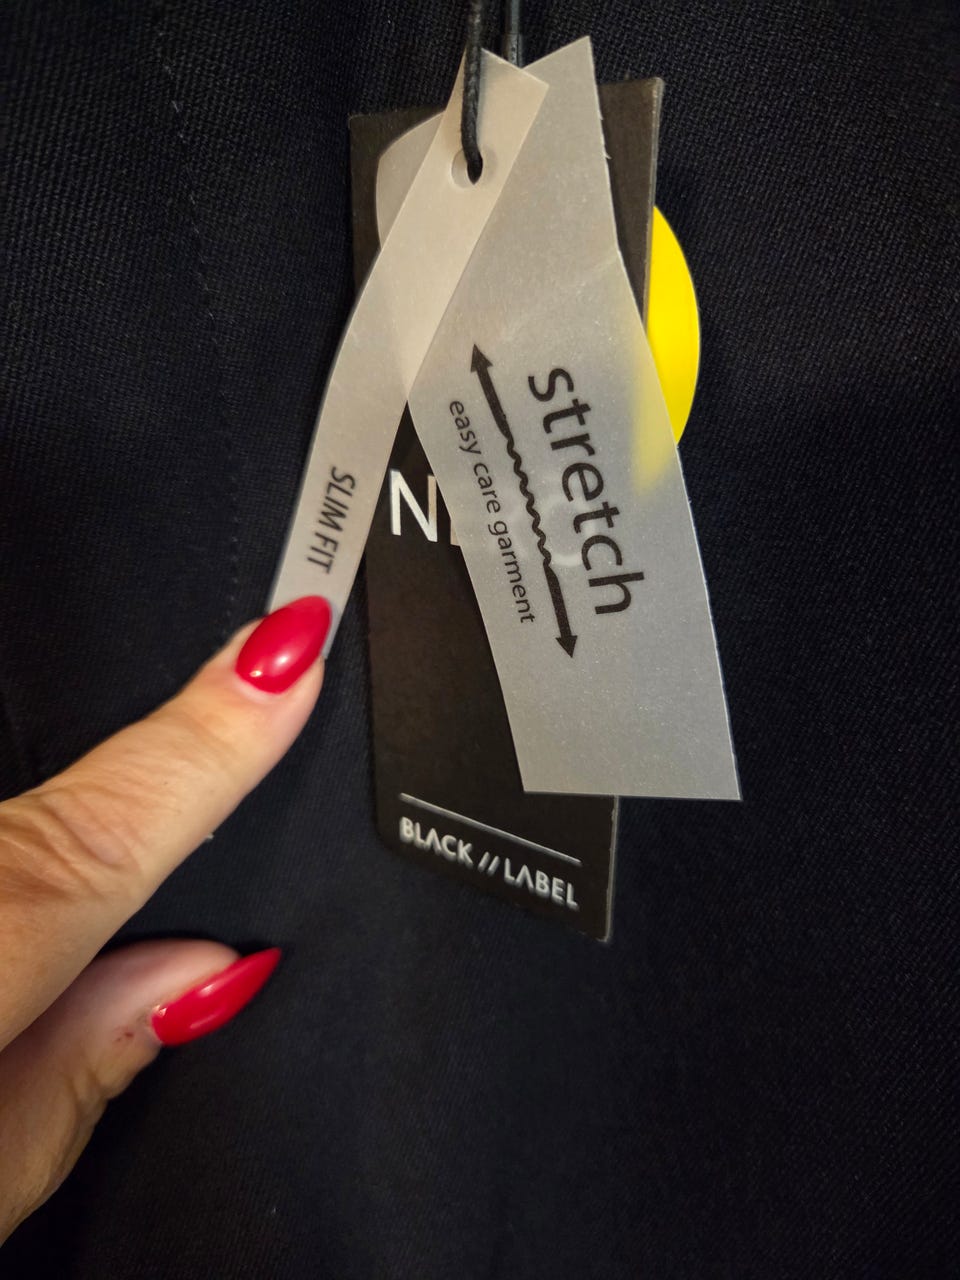 SLIM FIT
stretch
easy care garment
BLACK // LABEL